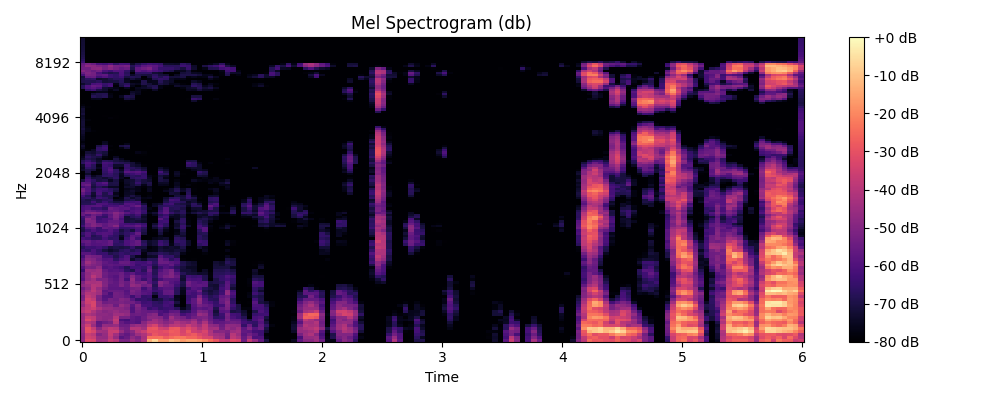 Mel Spectrogram (db)
Hz
8192
4096
2048
1024
512
0
0 1 2 3 4 5 6
Time
+0 dB
-10 dB
-20 dB
-30 dB
-40 dB
-50 dB
-60 dB
-70 dB
-80 dB